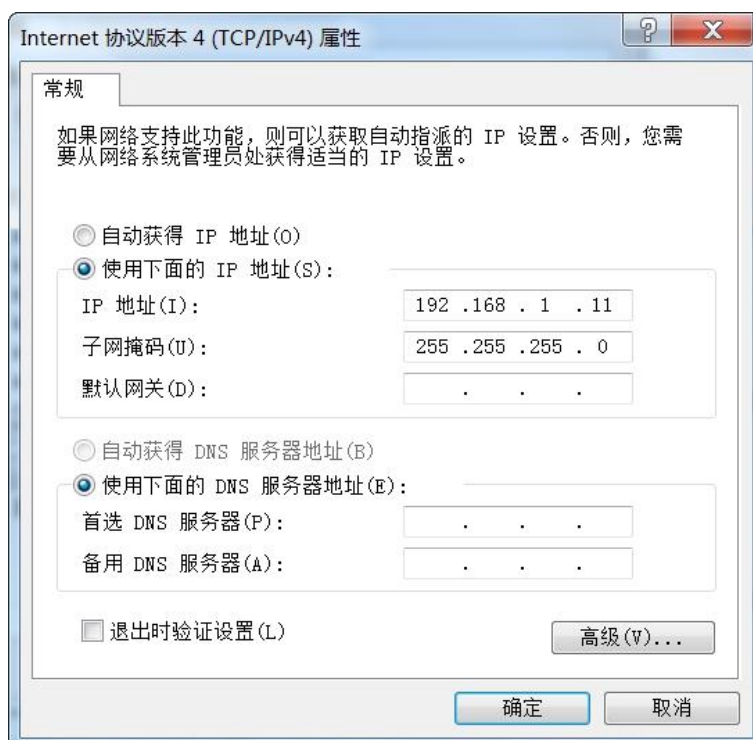 Internet 协议版本 4 (TCP/IPv4) 属性
常规
如果网络支持此功能，则可以获取自动指派的 IP 设置。否则，您需
要从网络系统管理员处获得适当的 IP 设置。
自动获得 IP 地址(O)
使用下面的 IP 地址(S):
IP 地址(I): 192 .168 . 1 .11
子网掩码(U): 255 .255 .255 . 0
默认网关(D): . . .
自动获得 DNS 服务器地址(B)
使用下面的 DNS 服务器地址(E):
首选 DNS 服务器(P): . . .
备用 DNS 服务器(A): . . .
退出时验证设置(L)
高级(V)...
确定 取消